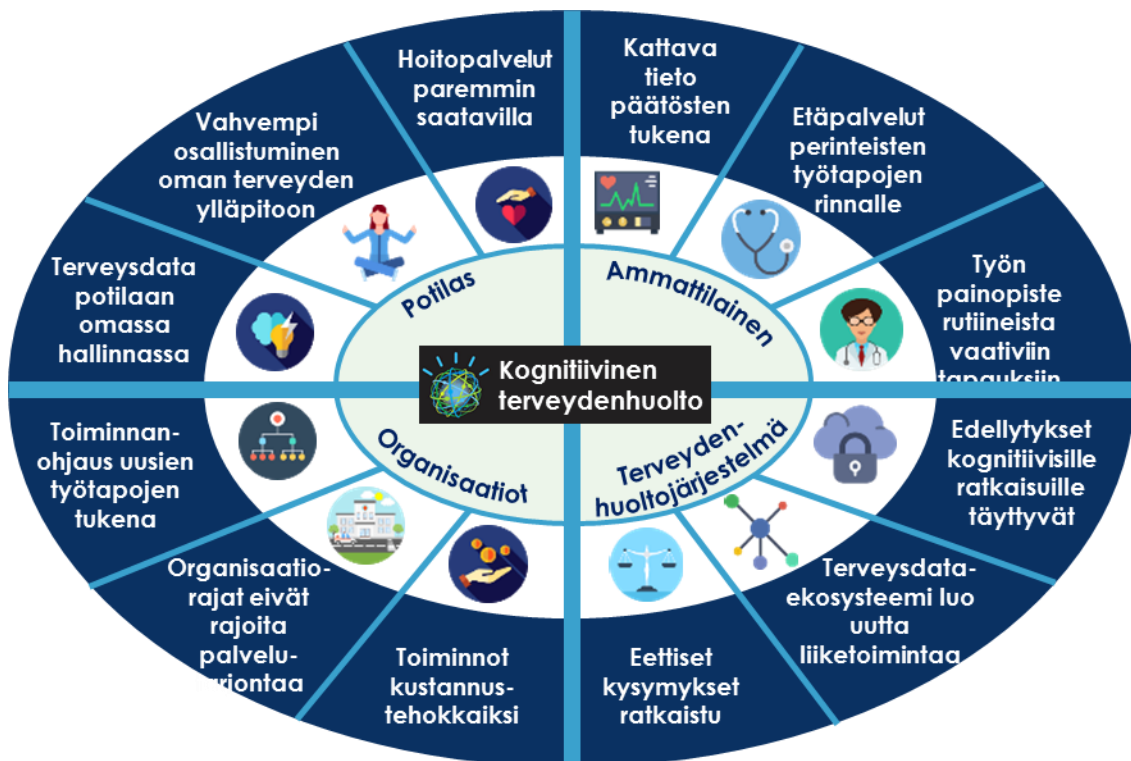 Hoitopalvelut
paremmin
saatavilla
Kattava
tieto
päätösten
tukena
Vahvempi
osallistuminen
oman terveyden
ylläpitoon
Etäpalvelut
perinteisten
työtapojen
rinnalle
Terveysdata
potilaan
omassa
hallinnassa
Työn
painopiste
rutiineista
vaativiin
tapauksiin
Potilas
Ammattilainen
Kognitiivinen
terveydenhuolto
Organisaatiot
Terveyden-
huoltojärjestelmä
Toiminnan-
ohjaus uusien
työtapojen
tukena
Edellytykset
kognitiivisille
ratkaisuille
täyttyvät
Organisaatio-
rajat eivät
rajoita
palvelu-
tarjontaa
Terveysdata-
ekosysteemi luo
uutta
liiketoimintaa
Toiminnot
kustannus-
tehokkaiksi
Eettiset
kysymykset
ratkaistu